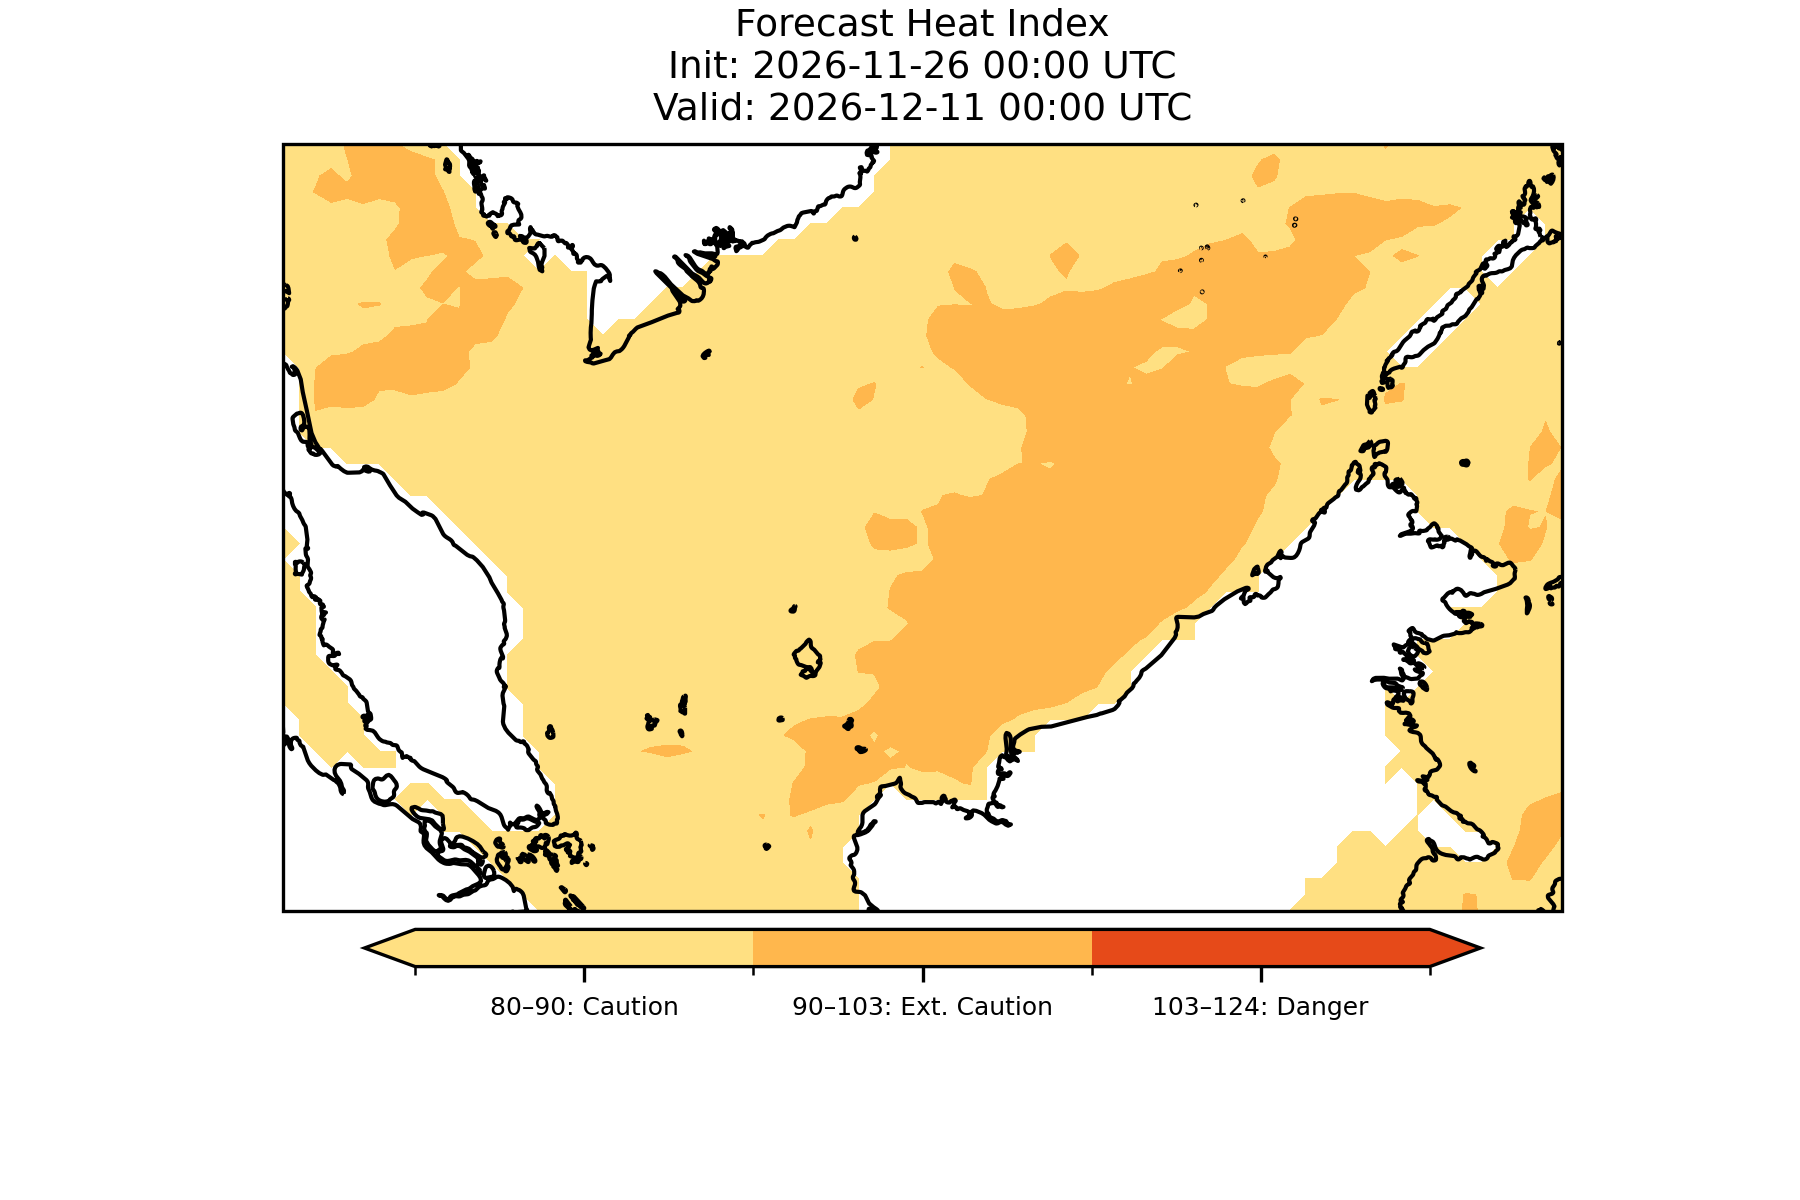 Forecast Heat Index
Init: 2026-11-26 00:00 UTC
Valid: 2026-12-11 00:00 UTC
80–90: Caution
90–103: Ext. Caution
103–124: Danger